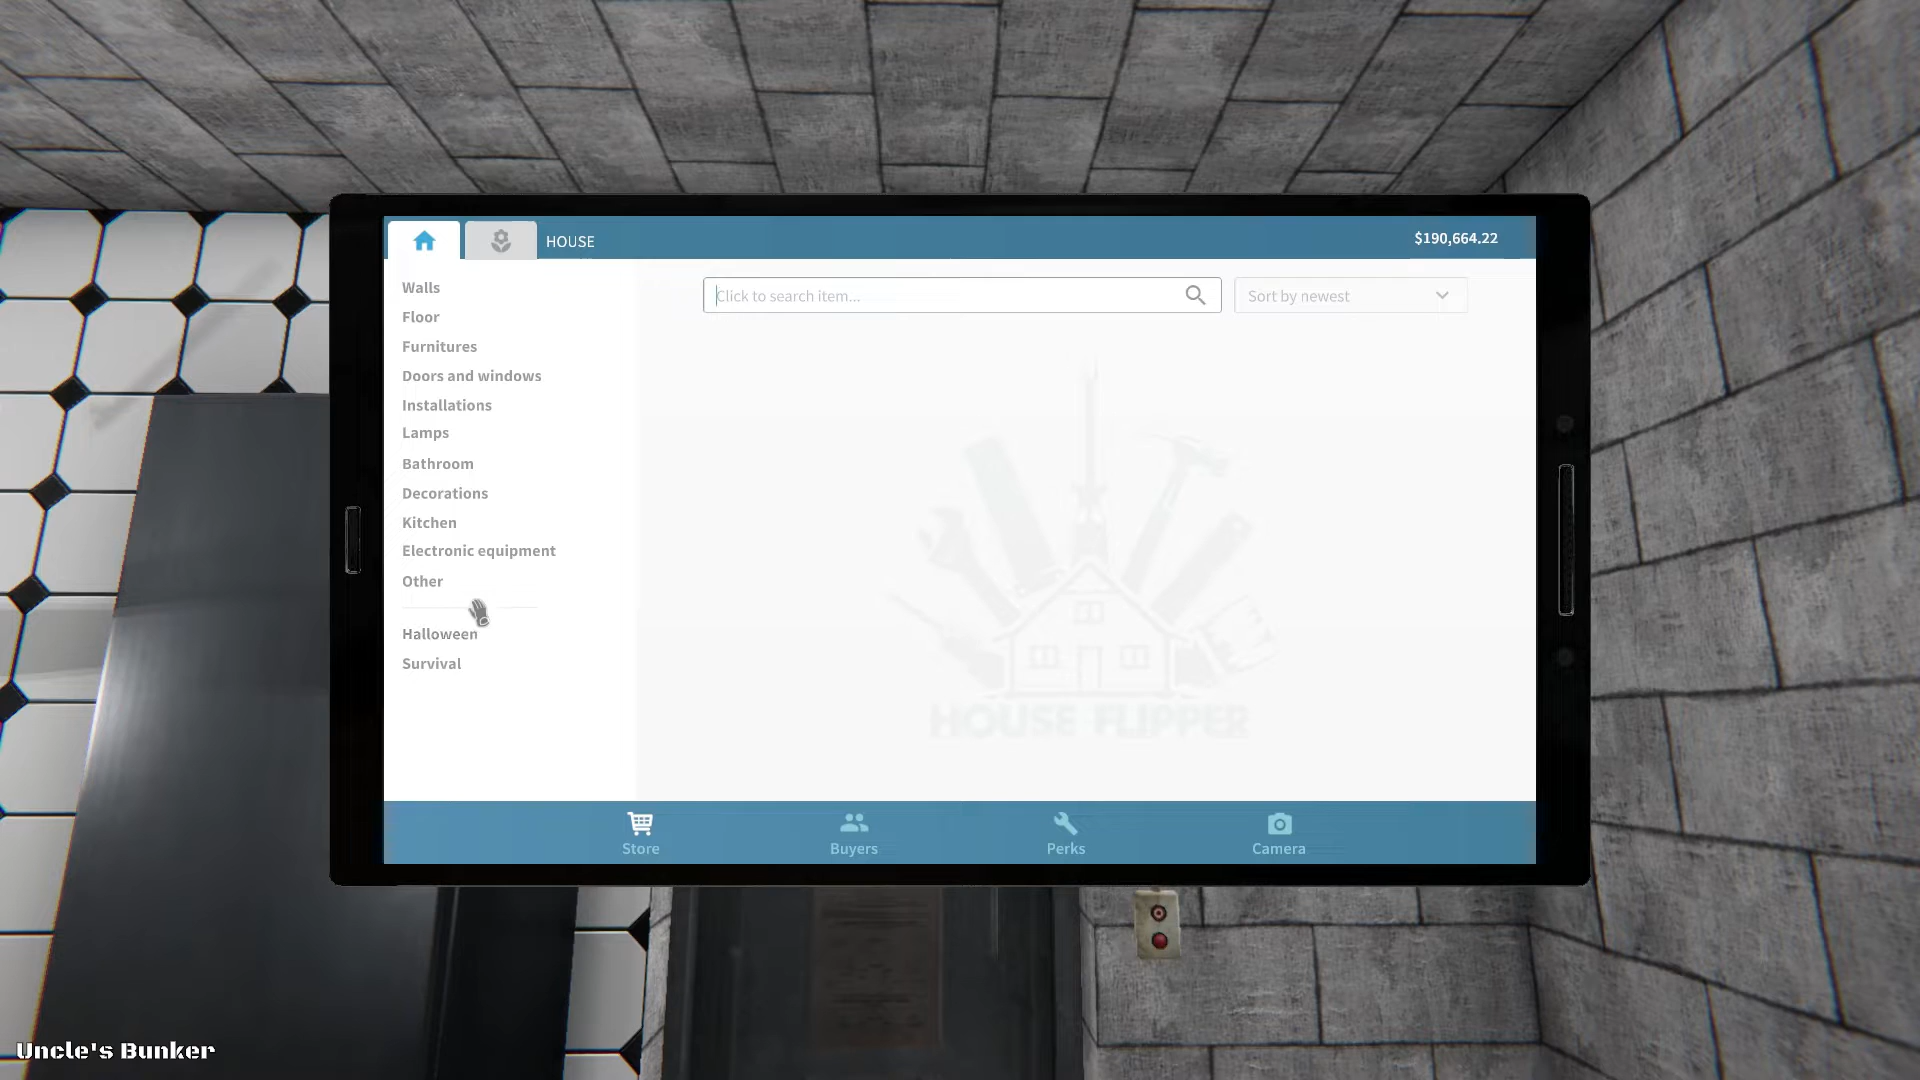 HOUSE
$190,664.22
Click to search item...
Sort by newest
Walls
Floor
Furnitures
Doors and windows
Installations
Lamps
Bathroom
Decorations
Kitchen
Electronic equipment
Other
Halloween
Survival
HOUSE FLIPPER
Store
Buyers
Perks
Camera
Uncle's Bunker